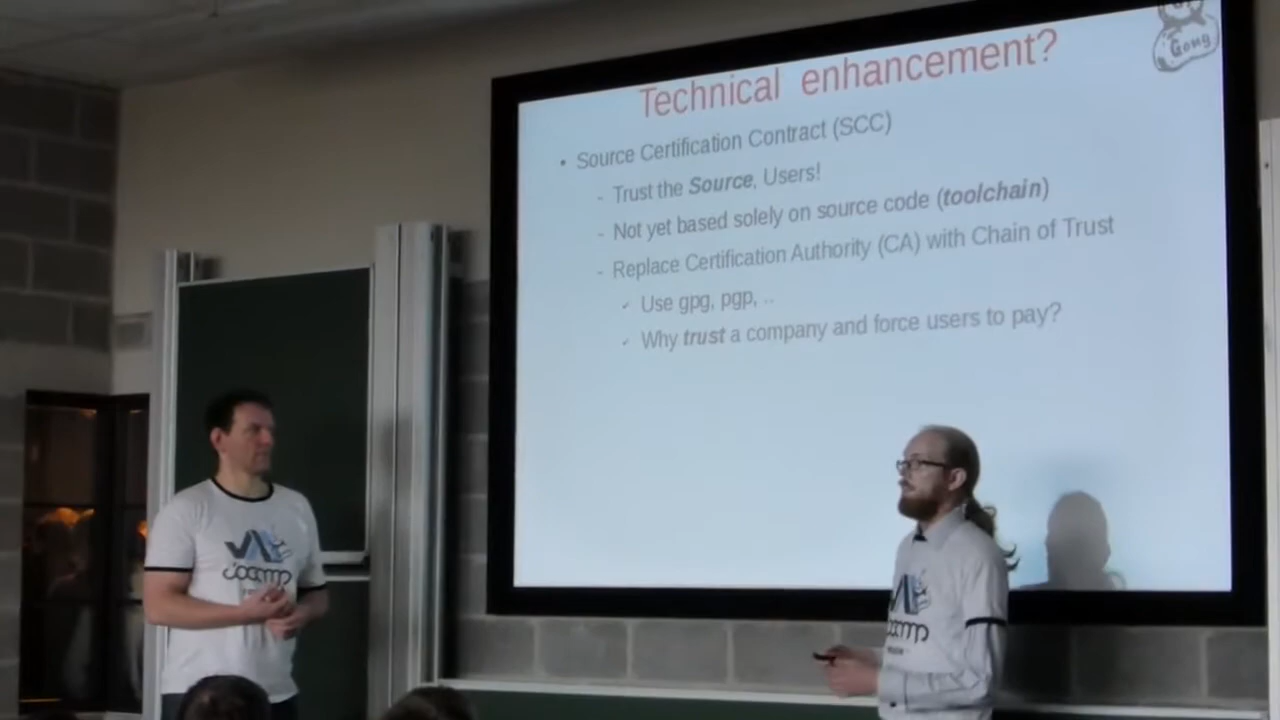 Technical enhancement?
Gong
• Source Certification Contract (SCC)
- Trust the Source, Users!
- Not yet based solely on source code (toolchain)
- Replace Certification Authority (CA) with Chain of Trust
✓ Use gpg, pgp, ..
✓ Why trust a company and force users to pay?